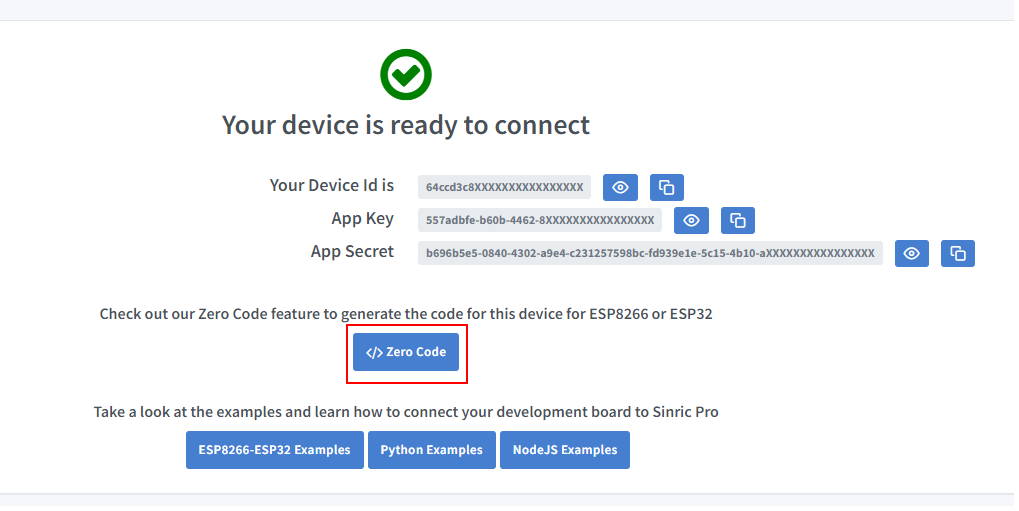 Your device is ready to connect
Your Device Id is 64ccd3c8XXXXXXXXXXXXXXXX
App Key 557adbfe-b60b-4462-8XXXXXXXXXXXXXXXX
App Secret b696b5e5-0840-4302-a9e4-c231257598bc-fd939e1e-5c15-4b10-aXXXXXXXXXXXXXXXX
Check out our Zero Code feature to generate the code for this device for ESP8266 or ESP32
</> Zero Code
Take a look at the examples and learn how to connect your development board to Sinric Pro
ESP8266-ESP32 Examples Python Examples NodeJS Examples